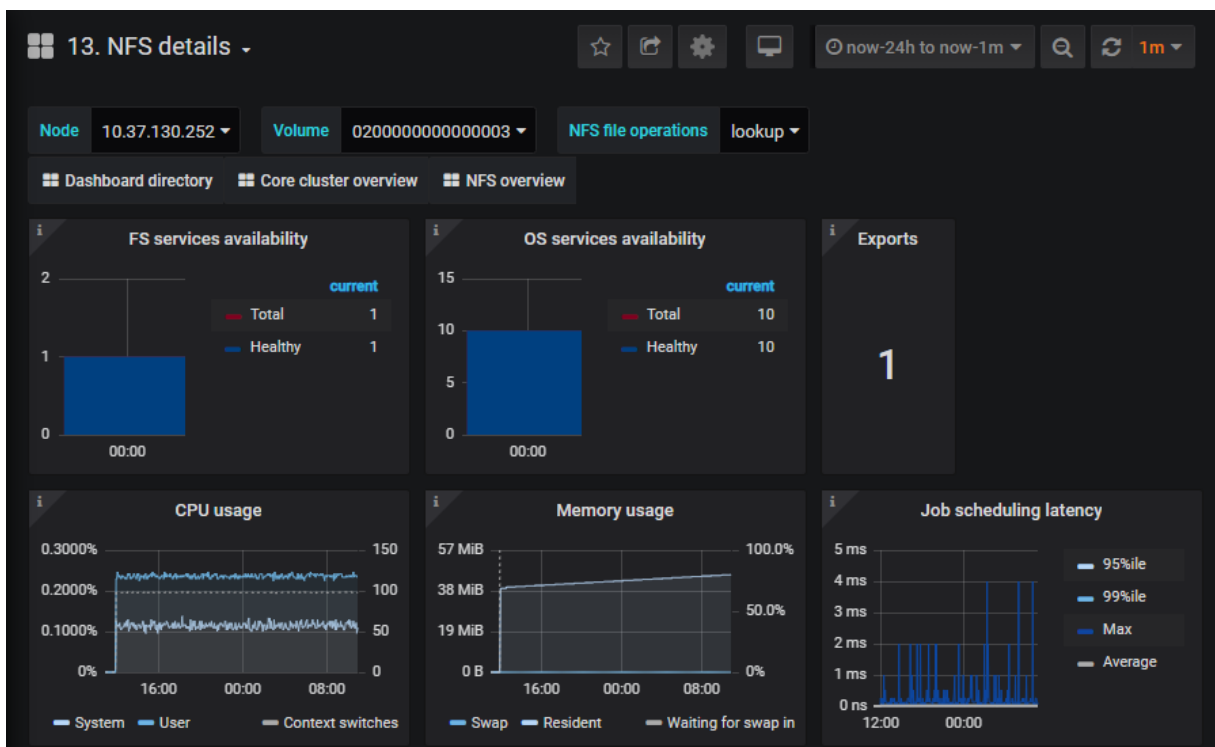 13. NFS details
now-24h to now-1m
1m
Node 10.37.130.252 Volume 0200000000000003 NFS file operations lookup
Dashboard directory Core cluster overview NFS overview
i
FS services availability
2
1
0
00:00
current
Total 1
Healthy 1
i
OS services availability
15
10
5
0
00:00
current
Total 10
Healthy 10
i
Exports
1
i
CPU usage
0.3000% 150
0.2000% 100
0.1000% 50
0% 0
16:00 00:00 08:00
System User Context switches
i
Memory usage
57 MiB 100.0%
38 MiB
50.0%
19 MiB
0 B 0%
16:00 00:00 08:00
Swap Resident Waiting for swap in
i
Job scheduling latency
5 ms
4 ms
3 ms
2 ms
1 ms
0 ns
12:00 00:00
95%ile
99%ile
Max
Average